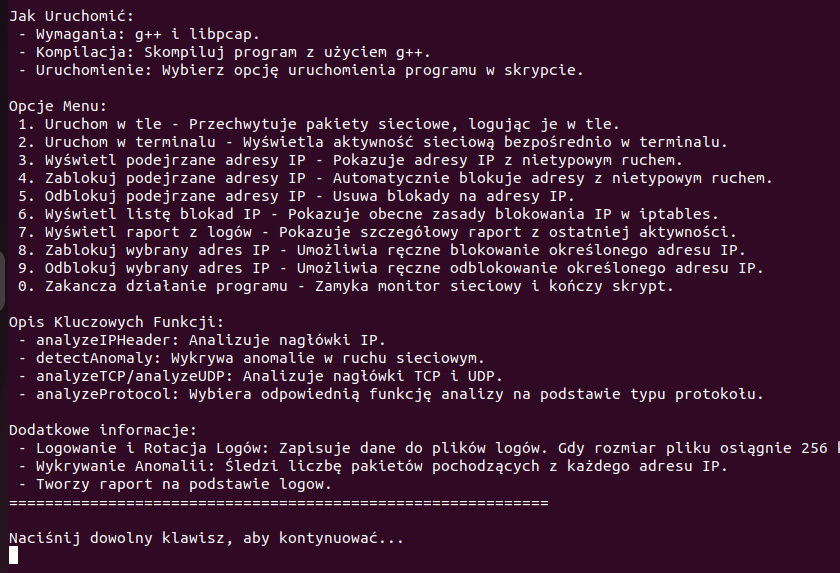 Jak Uruchomić:
- Wymagania: g++ i libpcap.
- Kompilacja: Skompiluj program z użyciem g++.
- Uruchomienie: Wybierz opcję uruchomienia programu w skrypcie.
Opcje Menu:
1. Uruchom w tle - Przechwytuje pakiety sieciowe, logując je w tle.
2. Uruchom w terminalu - Wyświetla aktywność sieciową bezpośrednio w terminalu.
3. Wyświetl podejrzane adresy IP - Pokazuje adresy IP z nietypowym ruchem.
4. Zablokuj podejrzane adresy IP - Automatycznie blokuje adresy z nietypowym ruchem.
5. Odblokuj podejrzane adresy IP - Usuwa blokady na adresy IP.
6. Wyświetl listę blokad IP - Pokazuje obecne zasady blokowania IP w iptables.
7. Wyświetl raport z logów - Pokazuje szczegółowy raport z ostatniej aktywności.
8. Zablokuj wybrany adres IP - Umożliwia ręczne blokowanie określonego adresu IP.
9. Odblokuj wybrany adres IP - Umożliwia ręczne odblokowanie określonego adresu IP.
0. Zakancza działanie programu - Zamyka monitor sieciowy i kończy skrypt.
Opis Kluczowych Funkcji:
- analyzeIPHeader: Analizuje nagłówki IP.
- detectAnomaly: Wykrywa anomalie w ruchu sieciowym.
- analyzeTCP/analyzeUDP: Analizuje nagłówki TCP i UDP.
- analyzeProtocol: Wybiera odpowiednią funkcję analizy na podstawie typu protokołu.
Dodatkowe informacje:
- Logowanie i Rotacja Logów: Zapisuje dane do plików logów. Gdy rozmiar pliku osiągnie 256
- Wykrywanie Anomalii: Śledzi liczbę pakietów pochodzących z każdego adresu IP.
- Tworzy raport na podstawie logow.
============================================================
Naciśnij dowolny klawisz, aby kontynuować...